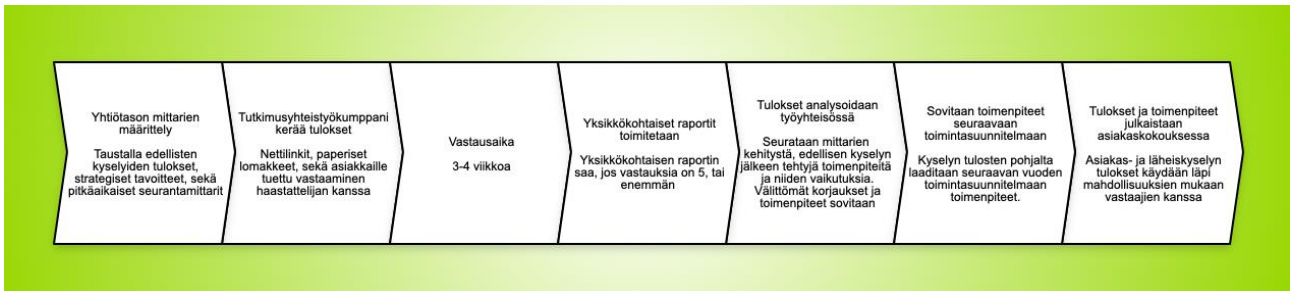 Yhtiötason mittarien
määrittely
Taustalla edellisten
kyselyiden tulokset,
strategiset tavoitteet, sekä
pitkäaikaiset seurantamittarit
Tutkimusyhteistyökumppani
kerää tulokset
Nettilinkit, paperiset
lomakkeet, sekä asiakkaille
tuettu vastaaminen
haastattelijan kanssa
Vastausaika
3-4 viikkoa
Yksikkökohtaiset raportit
toimitetaan
Yksikkökohtaisen raportin
saa, jos vastauksia on 5, tai
enemmän
Tulokset analysoidaan
työyhteisössä
Seurataan mittarien
kehitystä, edellisen kyselyn
jälkeen tehtyjä toimenpiteitä
ja niiden vaikutuksia.
Välittömät korjaukset ja
toimenpiteet sovitaan
Sovitaan toimenpiteet
seuraavaan
toimintasuunnitelmaan
Kyselyn tulosten pohjalta
laaditaan seuraavan vuoden
toimintasuunnitelmaan
toimenpiteet.
Tulokset ja toimenpiteet
julkaistaan
asiakaskokouksessa
Asiakas- ja läheiskyselyn
tulokset käydään läpi
mahdollisuuksien mukaan
vastaajien kanssa